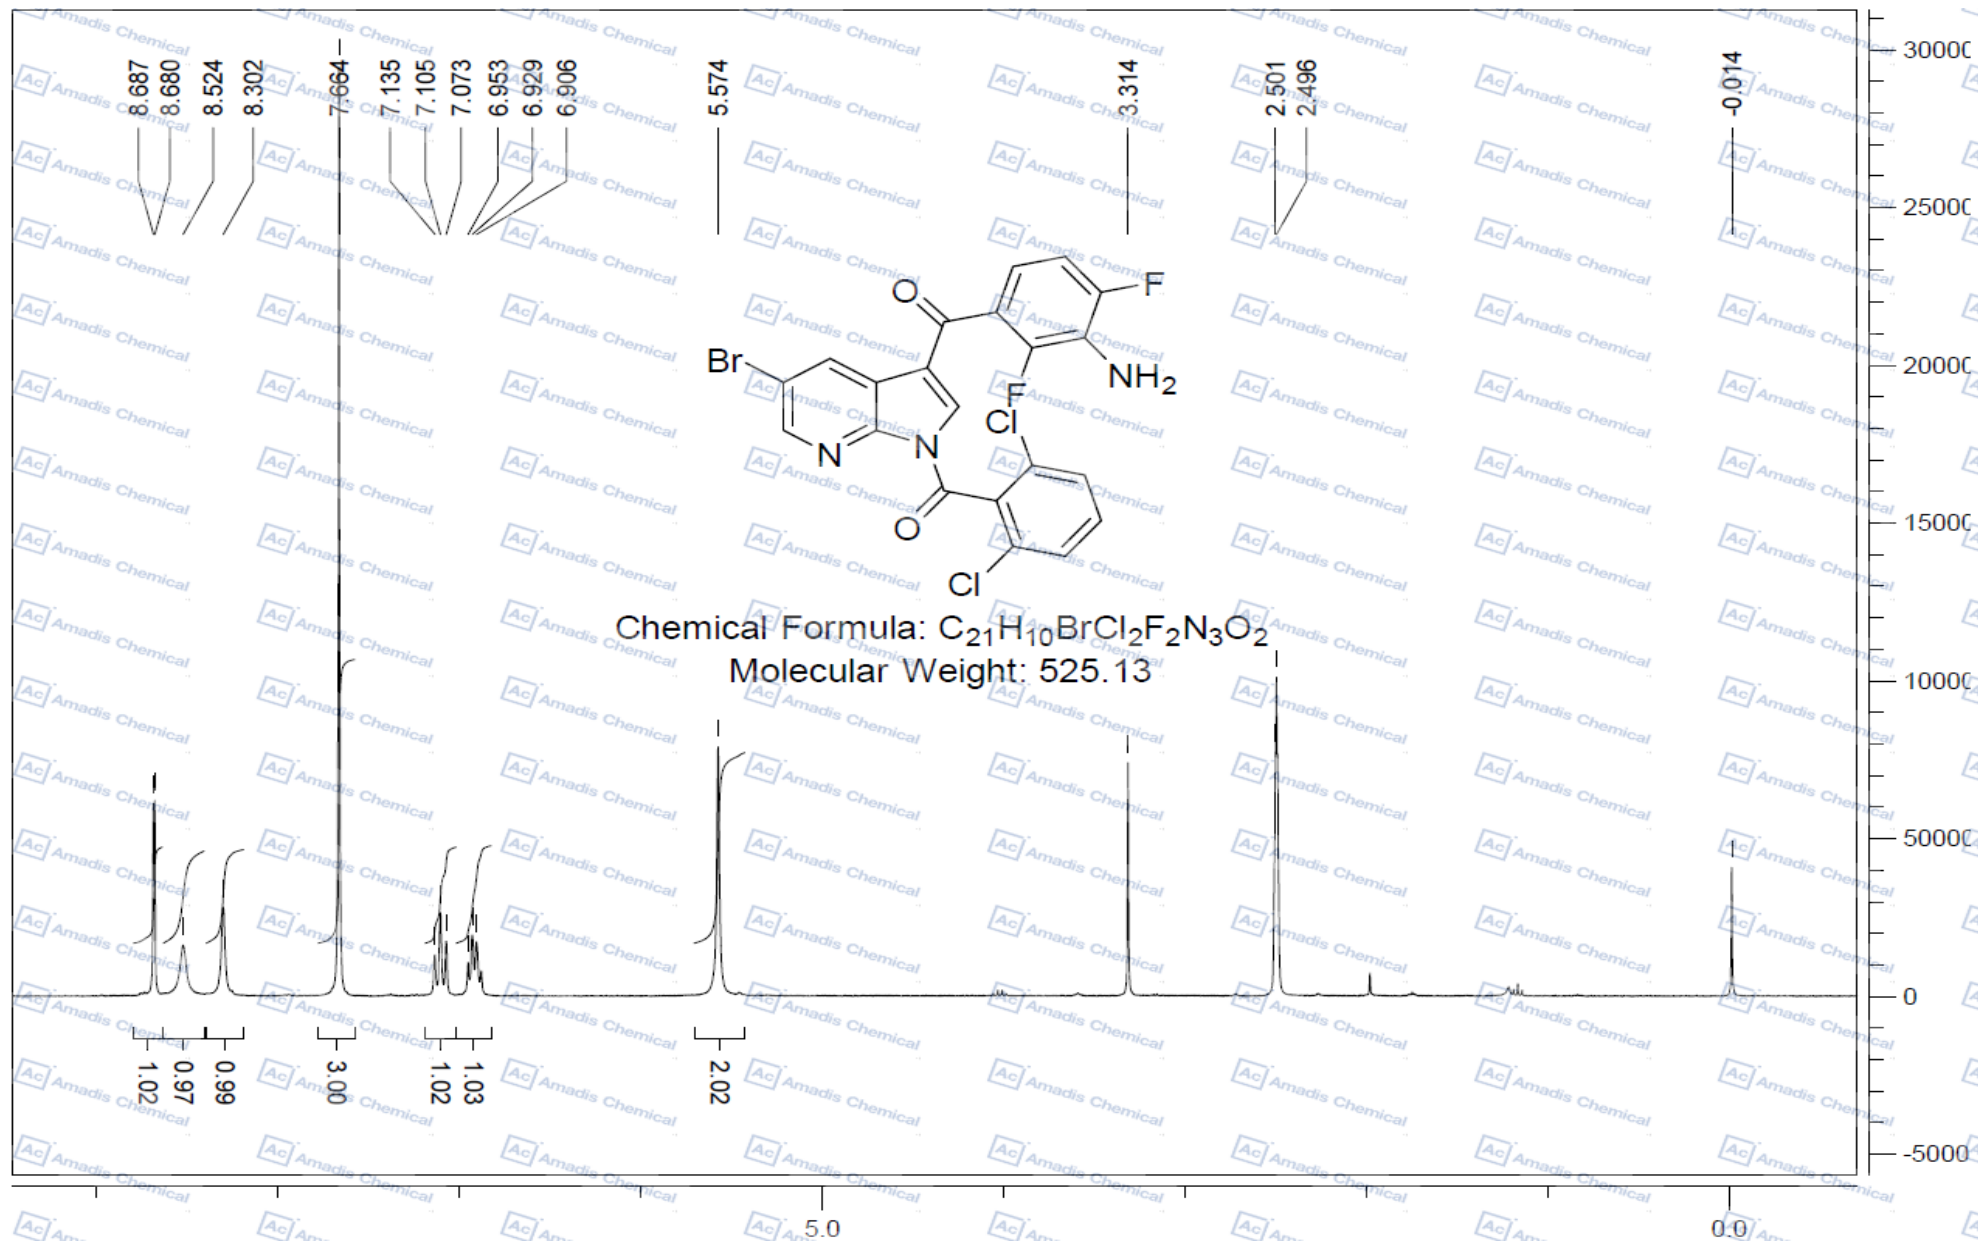 8.687
8.680
8.524
8.302
7.664
7.135
7.105
7.073
6.953
6.929
6.906
5.574
3.314
2.501
2.496
-0.014
30000
25000
20000
15000
10000
50000
0
-5000
O
F
Br
NH2
F
Cl
N
N
O
Cl
Chemical Formula: C21H10BrCl2F2N3O2
Molecular Weight: 525.13
1.02
0.97
0.99
3.00
1.02
1.03
2.02
5.0
0.0
Ac Amadis Chemical